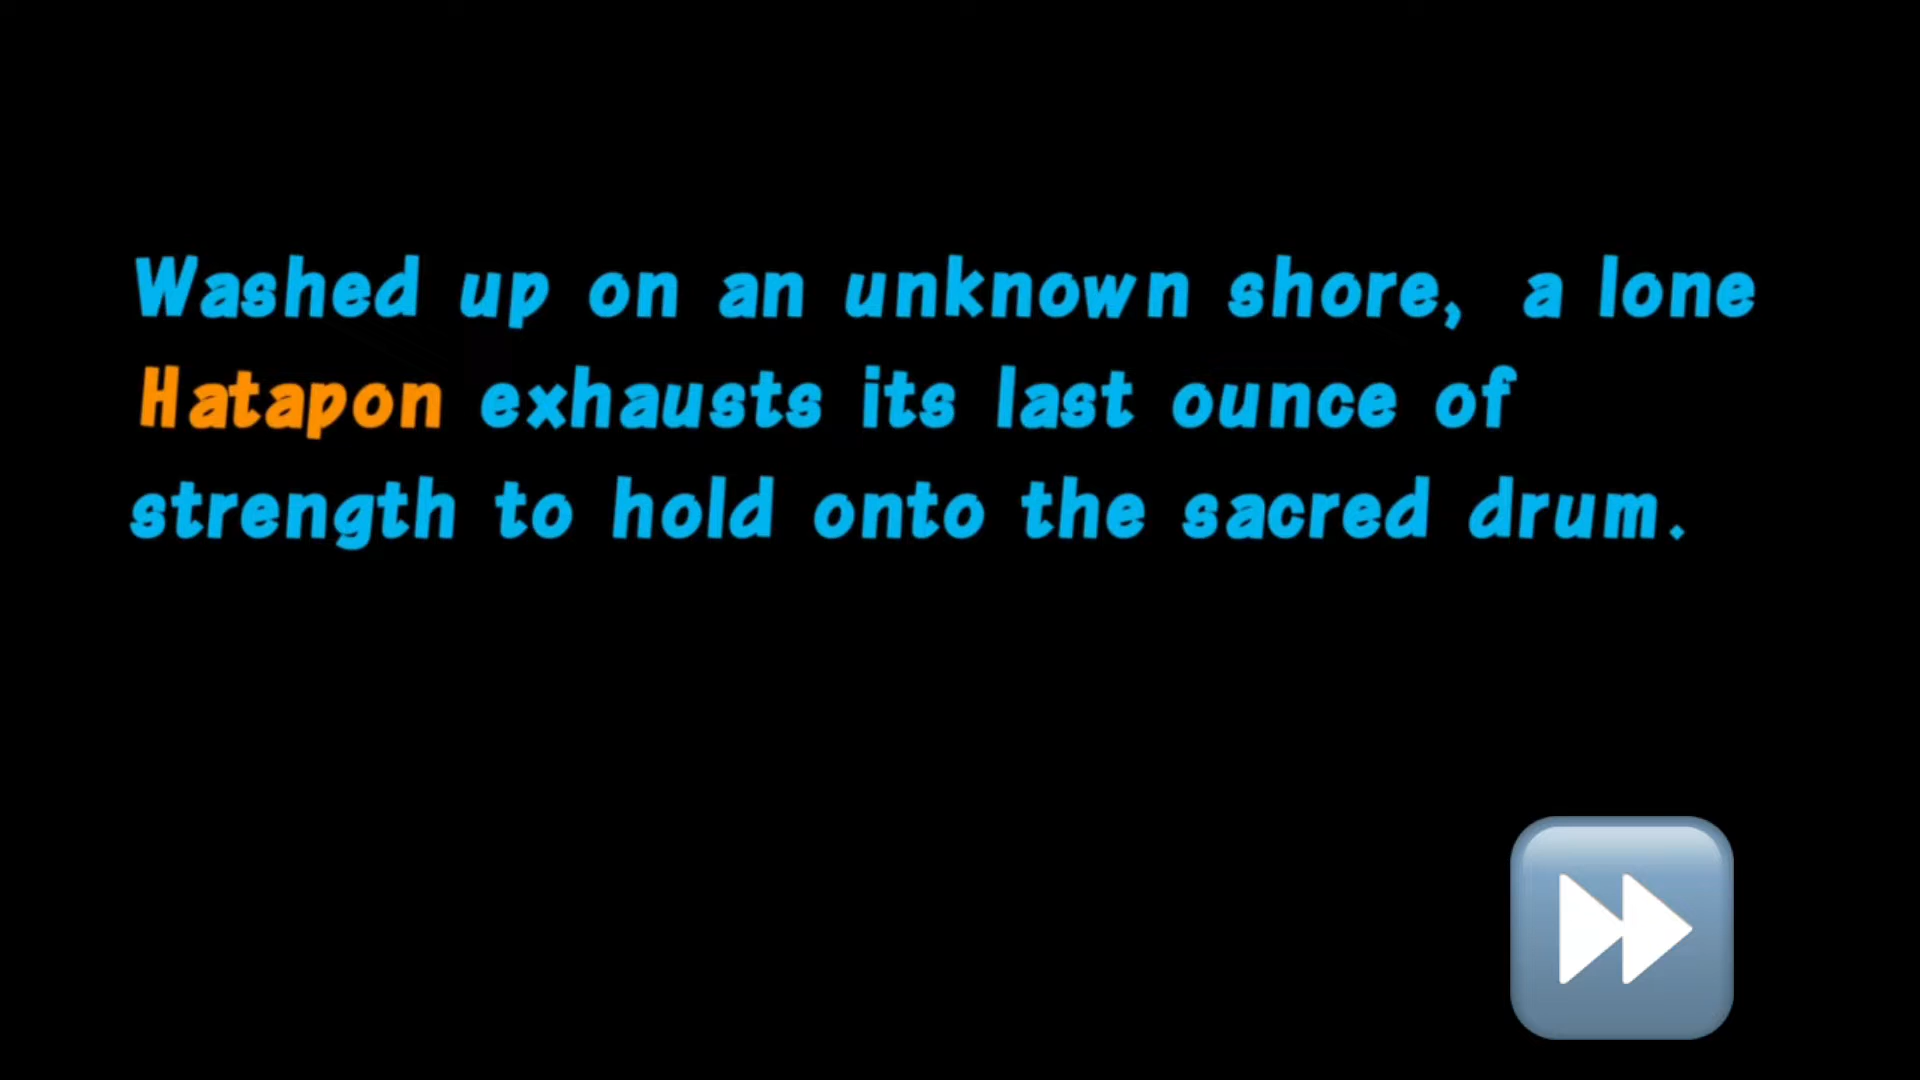 Washed up on an unknown shore, a lone
Hatapon exhausts its last ounce of
strength to hold onto the sacred drum.